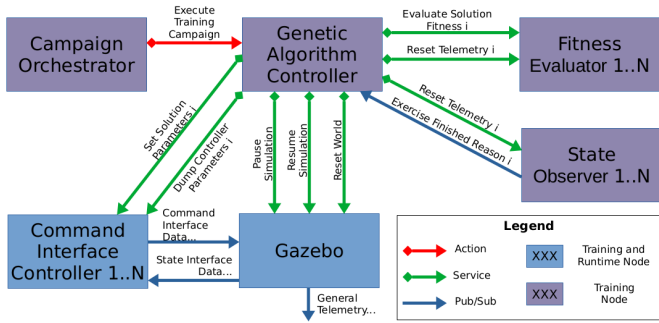 Execute
Training
Campaign
Campaign
Orchestrator
Genetic
Algorithm
Controller
Evaluate Solution
Fitness i
Reset Telemetry i
Fitness
Evaluator 1..N
Set Solution
Parameters i
Dump Controller
Parameters i
Pause
Simulation
Resume
Simulation
Reset World
Reset Telemetry i
Exercise Finished Reason i
State
Observer 1..N
Command
Interface
Controller 1..N
Command
Interface
Data...
State Interface
Data...
Gazebo
General
Telemetry...
Legend
Action
Service
Pub/Sub
XXX
Training and
Runtime Node
XXX
Training
Node